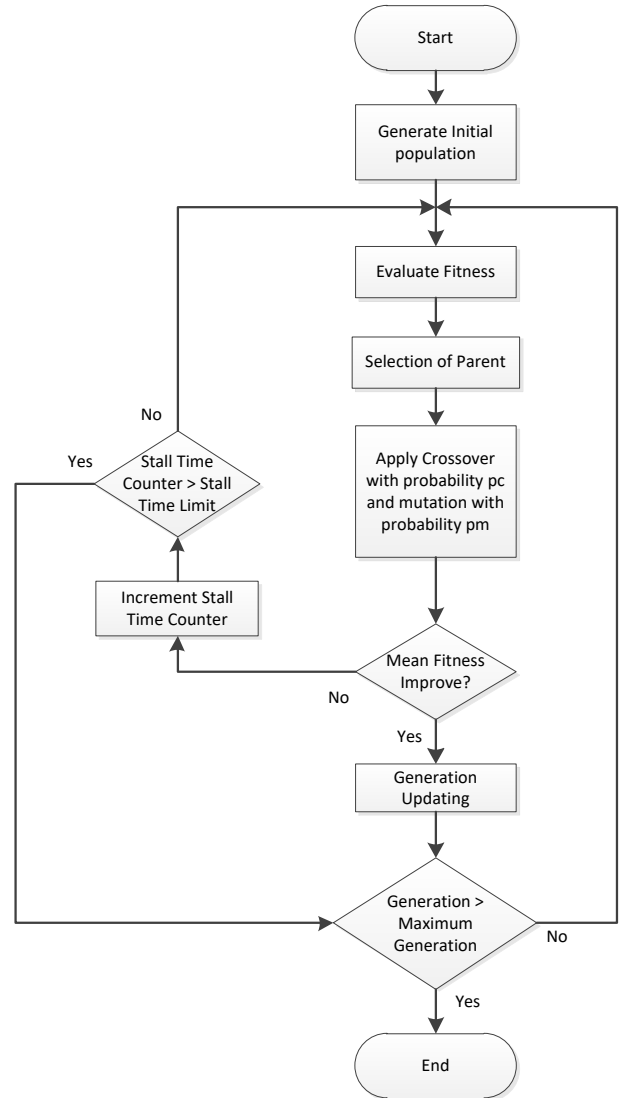 Start
Generate Initial
population
Evaluate Fitness
Selection of Parent
No
Yes
Stall Time
Counter > Stall
Time Limit
Apply Crossover
with probability pc
and mutation with
probability pm
Increment Stall
Time Counter
Mean Fitness
Improve?
No
Yes
Generation
Updating
Generation >
Maximum
Generation
No
Yes
End